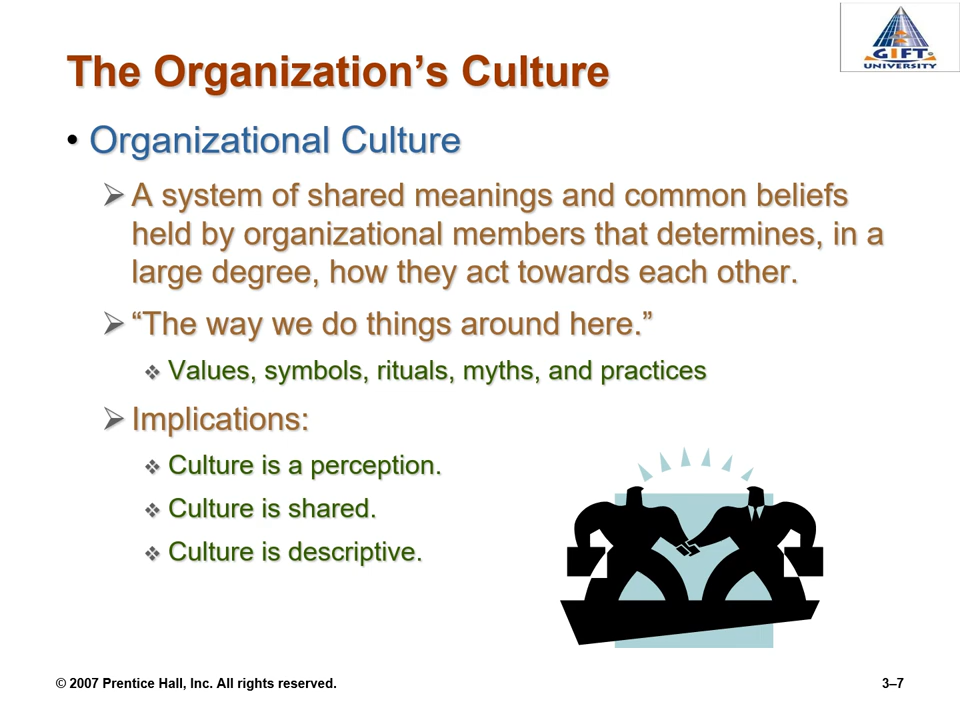 GIFT
UNIVERSITY
The Organization’s Culture
• Organizational Culture
➢ A system of shared meanings and common beliefs
held by organizational members that determines, in a
large degree, how they act towards each other.
➢ “The way we do things around here.”
❖ Values, symbols, rituals, myths, and practices
➢ Implications:
❖ Culture is a perception.
❖ Culture is shared.
❖ Culture is descriptive.
© 2007 Prentice Hall, Inc. All rights reserved.
3–7